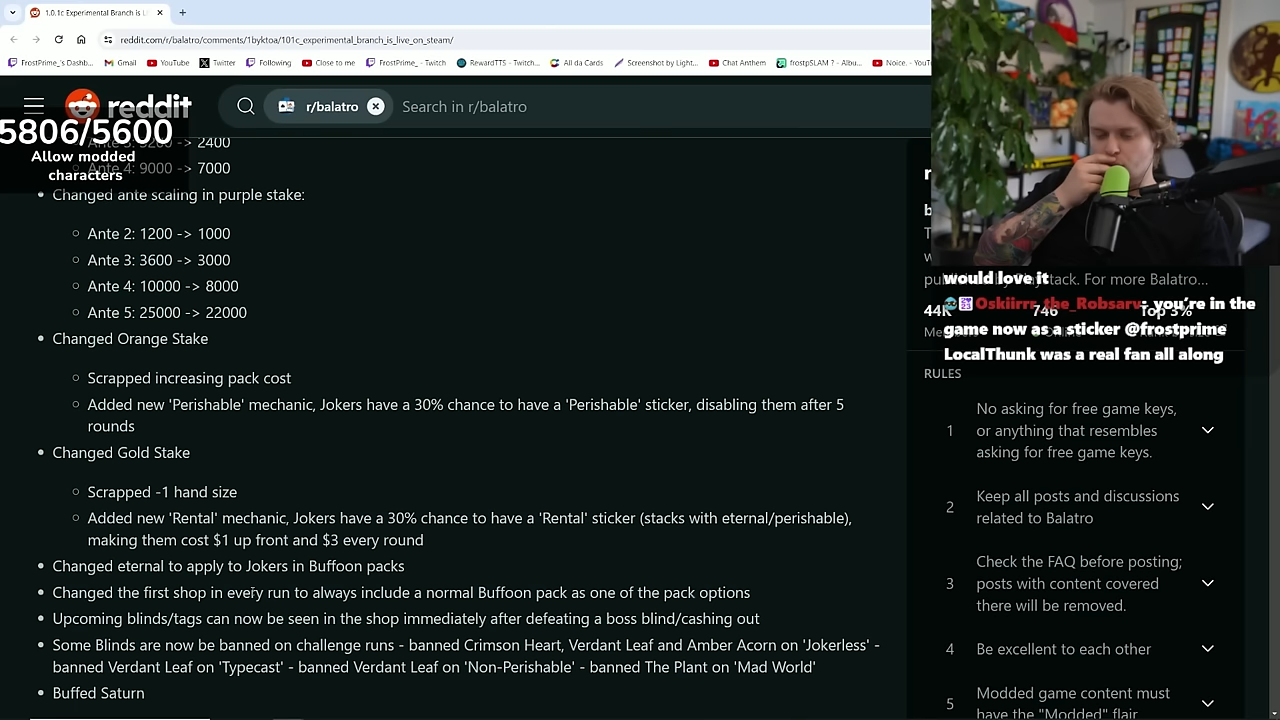 1.0.1c Experimental Branch is L
reddit.com/r/balatro/comments/1byktoa/101c_experimental_branch_is_live_on_steam/
FrostPrime_'s Dashb... Gmail YouTube Twitter Following Close to me FrostPrime_ - Twitch RewardTTS - Twitch... All da Cards Screenshot by Light... Chat Anthem frostpSLAM ? - Albu... Noice. - YouT
reddit r/balatro Search in r/balatro
5806/5600
Allow modded
characters
Ante 3: 3200 -> 2400
Ante 4: 9000 -> 7000
Changed ante scaling in purple stake:
Ante 2: 1200 -> 1000
Ante 3: 3600 -> 3000
Ante 4: 10000 -> 8000
Ante 5: 25000 -> 22000
Changed Orange Stake
Scrapped increasing pack cost
Added new 'Perishable' mechanic, Jokers have a 30% chance to have a 'Perishable' sticker, disabling them after 5
rounds
Changed Gold Stake
Scrapped -1 hand size
Added new 'Rental' mechanic, Jokers have a 30% chance to have a 'Rental' sticker (stacks with eternal/perishable),
making them cost $1 up front and $3 every round
Changed eternal to apply to Jokers in Buffoon packs
Changed the first shop in every run to always include a normal Buffoon pack as one of the pack options
Upcoming blinds/tags can now be seen in the shop immediately after defeating a boss blind/cashing out
Some Blinds are now be banned on challenge runs - banned Crimson Heart, Verdant Leaf and Amber Acorn on 'Jokerless' -
banned Verdant Leaf on 'Typecast' - banned Verdant Leaf on 'Non-Perishable' - banned The Plant on 'Mad World'
Buffed Saturn
would love it
stack. For more Balatro...
Oskiirrr_the_Robsarv: you're in the
game now as a sticker @frostprime
LocalThunk was a real fan all along
44K 746 Top 3%
RULES
1 No asking for free game keys,
or anything that resembles
asking for free game keys.
2 Keep all posts and discussions
related to Balatro
3 Check the FAQ before posting;
posts with content covered
there will be removed.
4 Be excellent to each other
5 Modded game content must
have the "Modded" flair